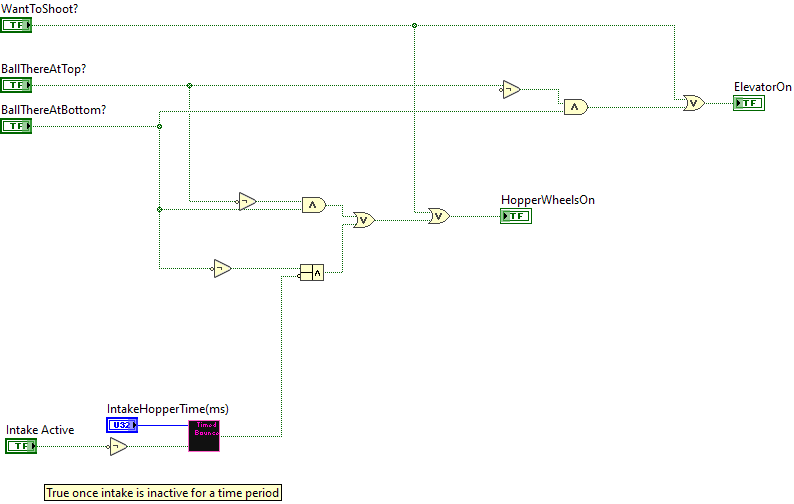 WantToShoot?
TF
BallThereAtTop?
TF
ElevatorOn
TF
BallThereAtBottom?
TF
HopperWheelsOn
TF
IntakeHopperTime(ms)
U32
Timed
Bounce
Intake Active
TF
True once intake is inactive for a time period